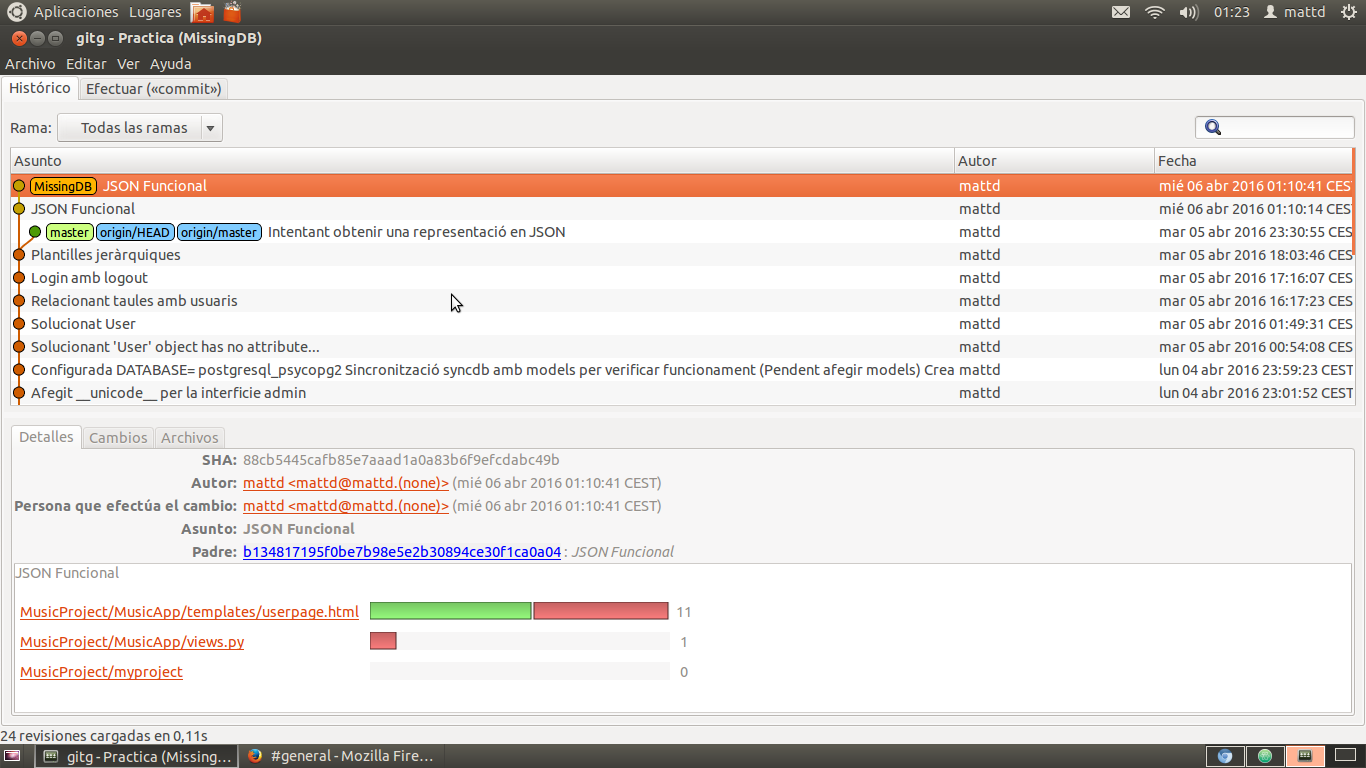 Aplicaciones Lugares 01:23 mattd
gitg - Practica (MissingDB)
Archivo Editar Ver Ayuda
Histórico Efectuar («commit»)
Rama: Todas las ramas
Asunto Autor Fecha
MissingDB JSON Funcional mattd mié 06 abr 2016 01:10:41 CEST
JSON Funcional mattd mié 06 abr 2016 01:10:14 CEST
master origin/HEAD origin/master Intentant obtenir una representació en JSON mattd mar 05 abr 2016 23:30:55 CES
Plantilles jeràrquiques mattd mar 05 abr 2016 18:03:46 CES
Login amb logout mattd mar 05 abr 2016 17:16:07 CES
Relacionant taules amb usuaris mattd mar 05 abr 2016 16:17:23 CES
Solucionat User mattd mar 05 abr 2016 01:49:31 CES
Solucionant 'User' object has no attribute... mattd mar 05 abr 2016 00:54:08 CES
Configurada DATABASE= postgresql_psycopg2 Sincronització syncdb amb models per verificar funcionament (Pendent afegir models) Crea mattd lun 04 abr 2016 23:59:23 CEST
Afegit __unicode__ per la interficie admin mattd lun 04 abr 2016 23:01:52 CEST
Detalles Cambios Archivos
SHA: 88cb5445cafb85e7aaad1a0a83b6f9efcdabc49b
Autor: mattd <mattd@mattd.(none)> (mié 06 abr 2016 01:10:41 CEST)
Persona que efectúa el cambio: mattd <mattd@mattd.(none)> (mié 06 abr 2016 01:10:41 CEST)
Asunto: JSON Funcional
Padre: b134817195f0be7b98e5e2b30894ce30f1ca0a04 : JSON Funcional
JSON Funcional
MusicProject/MusicApp/templates/userpage.html 11
MusicProject/MusicApp/views.py 1
MusicProject/myproject 0
24 revisiones cargadas en 0,11s
gitg - Practica (Missing... #general - Mozilla Fire...